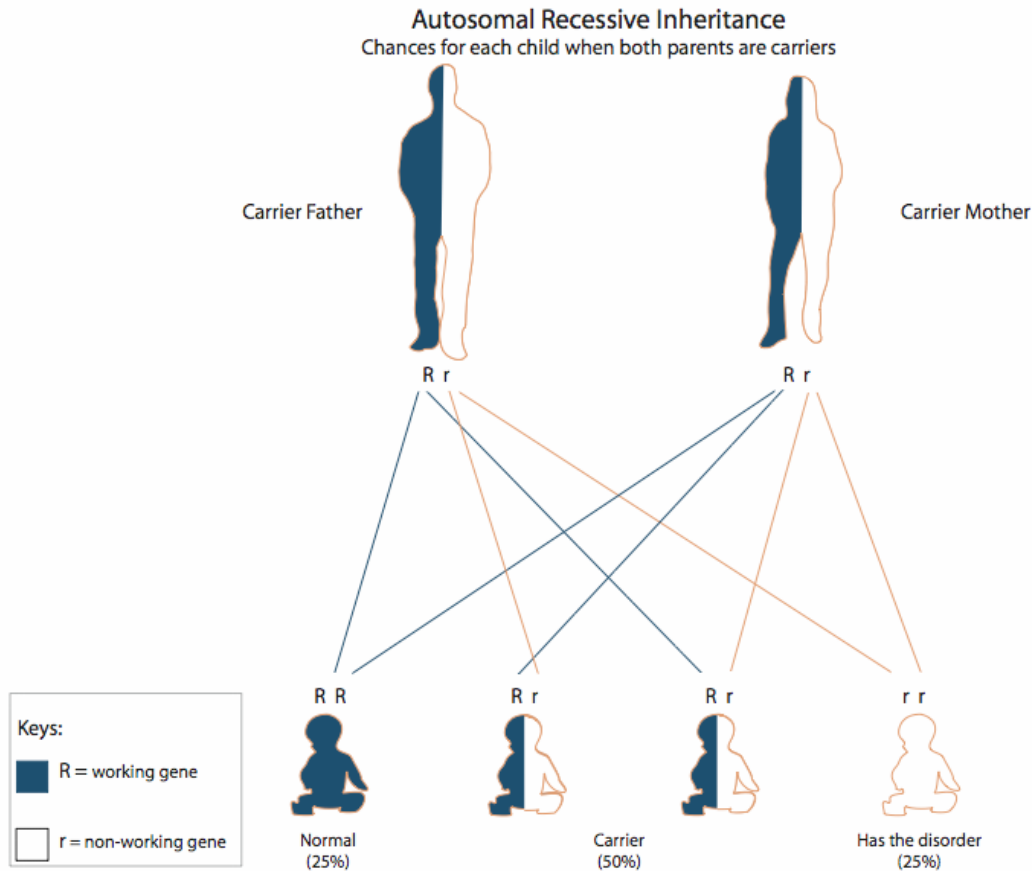 Autosomal Recessive Inheritance
Chances for each child when both parents are carriers
Carrier Father
Carrier Mother
R r
R r
R R
R r
R r
r r
Keys:
R = working gene
r = non-working gene
Normal
(25%)
Carrier
(50%)
Has the disorder
(25%)